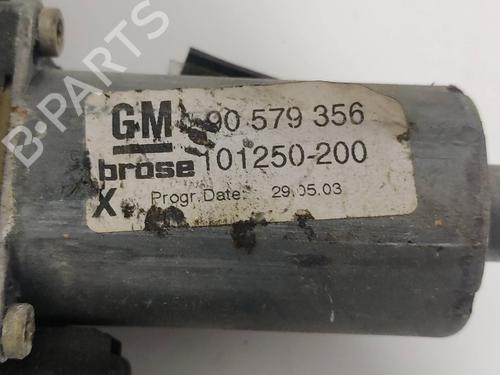 GM 90 579 356
brose 101250-200
X Progr.Date: 29.05.03
B-PARTS